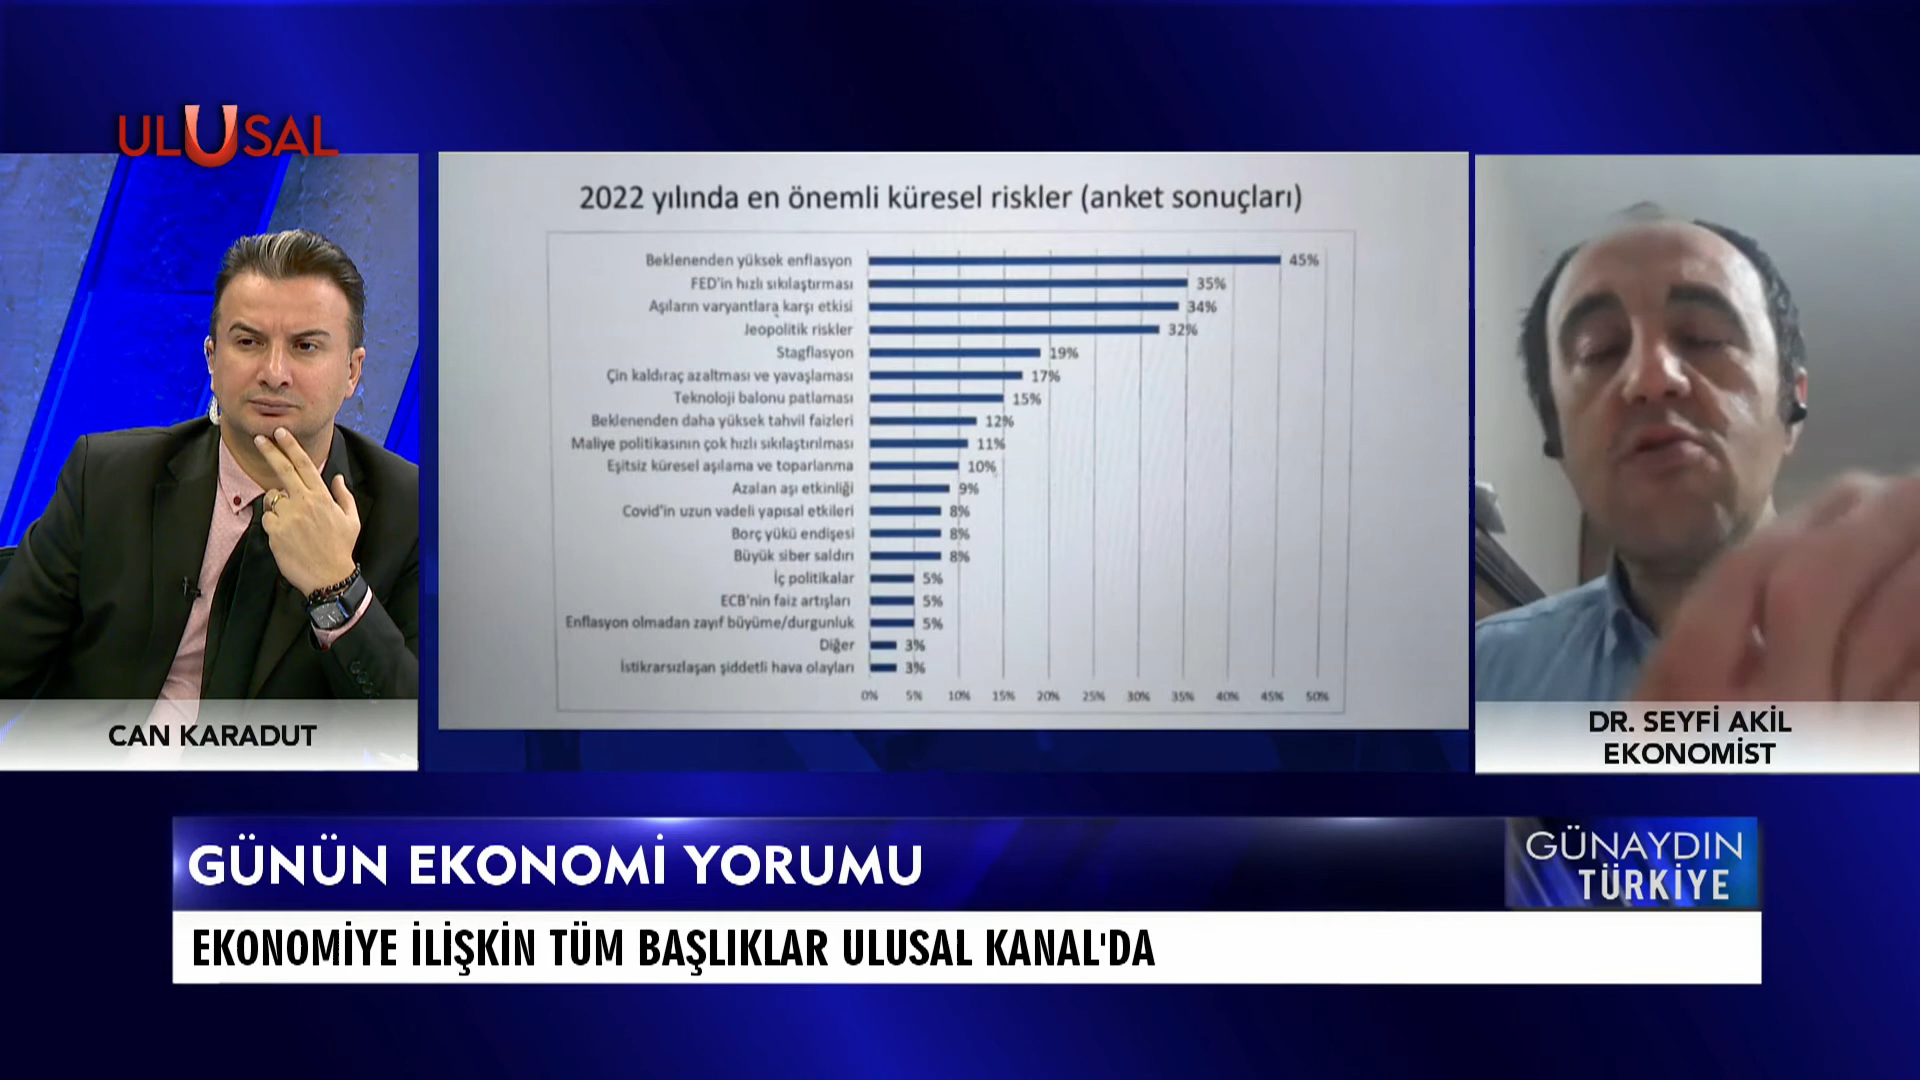 ULUSAL
2022 yılında en önemli küresel riskler (anket sonuçları)
Beklenenden yüksek enflasyon 45%
FED'in hızlı sıkılaştırması 35%
Aşıların varyantlara karşı etkisi 34%
Jeopolitik riskler 32%
Stagflasyon 19%
Çin kaldıraç azaltması ve yavaşlaması 17%
Teknoloji balonu patlaması 15%
Beklenenden daha yüksek tahvil faizleri 12%
Maliye politikasının çok hızlı sıkılaştırılması 11%
Eşitsiz küresel aşılama ve toparlanma 10%
Azalan aşı etkinliği 9%
Covid'in uzun vadeli yapısal etkileri 8%
Borç yükü endişesi 8%
Büyük siber saldırı 8%
İç politikalar 5%
ECB'nin faiz artışları 5%
Enflasyon olmadan zayıf büyüme/durgunluk 5%
Diğer 3%
İstikrarsızlaşan şiddetli hava olayları 3%
0% 5% 10% 15% 20% 25% 30% 35% 40% 45% 50%
CAN KARADUT
DR. SEYFİ AKİL
EKONOMİST
GÜNÜN EKONOMİ YORUMU
GÜNAYDIN
TÜRKİYE
EKONOMİYE İLİŞKİN TÜM BAŞLIKLAR ULUSAL KANAL'DA